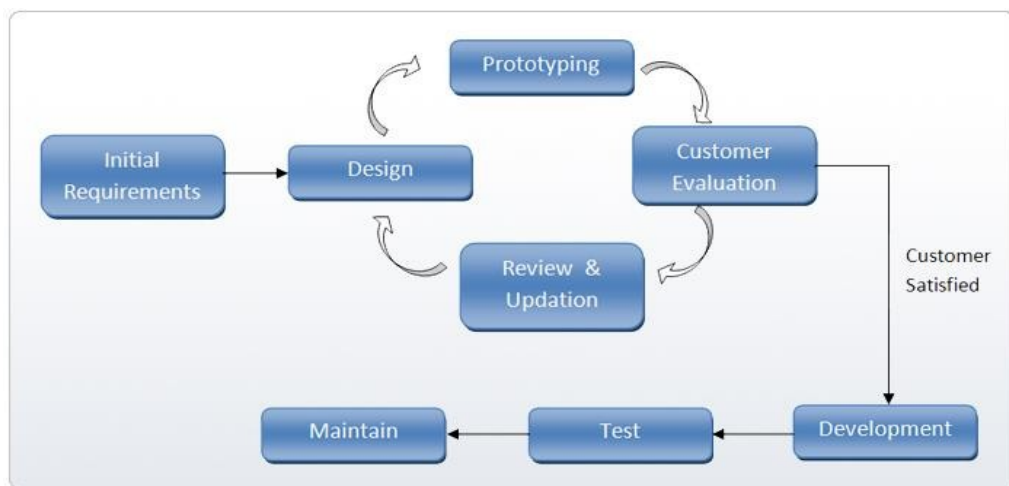 Prototyping
Initial
Requirements
Design
Customer
Evaluation
Review & 
Updation
Customer
Satisfied
Maintain
Test
Development